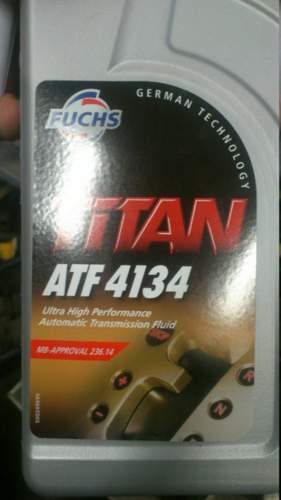 FUCHS
GERMAN TECHNOLOGY
TITAN
ATF 4134
Ultra High Performance
Automatic Transmission Fluid
MB-APPROVAL 236.14
+
-
R
N